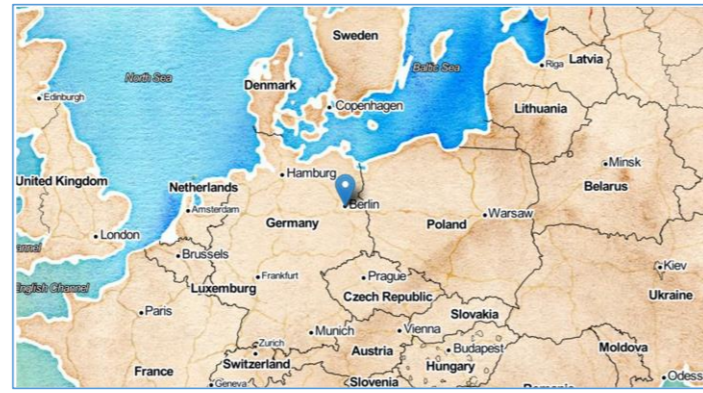 Sweden
North Sea
Baltic Sea
Riga
Latvia
Denmark
Edinburgh
Copenhagen
Lithuania
Minsk
Hamburg
United Kingdom
Netherlands
Belarus
Berlin
Amsterdam
Warsaw
Germany
Poland
London
Brussels
Kiev
Frankfurt
Prague
English Channel
Luxemburg
Czech Republic
Ukraine
Paris
Slovakia
Munich
Vienna
Zurich
Budapest
Moldova
Austria
Switzerland
Hungary
France
Geneva
Slovenia
Odess